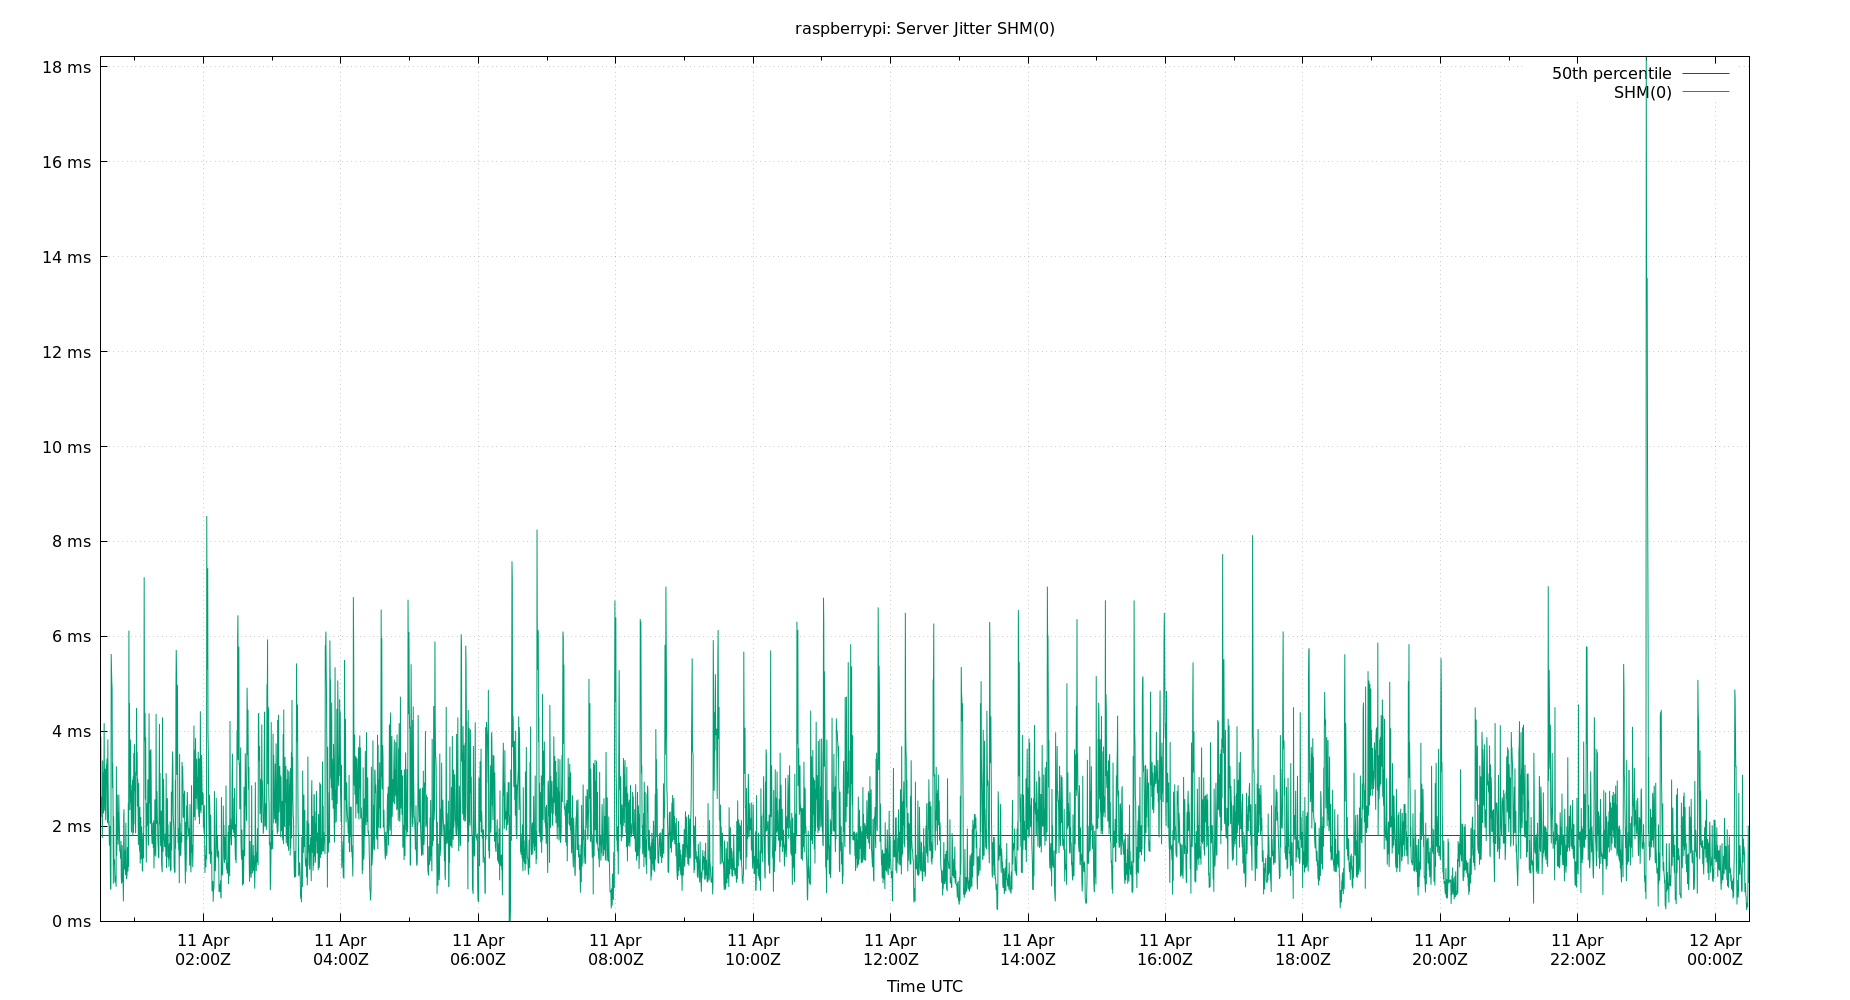 raspberrypi: Server Jitter SHM(0)
18 ms
16 ms
14 ms
12 ms
10 ms
8 ms
6 ms
4 ms
2 ms
0 ms
50th percentile
SHM(0)
11 Apr 11 Apr 11 Apr 11 Apr 11 Apr 11 Apr 11 Apr 11 Apr 11 Apr 11 Apr 11 Apr 12 Apr
02:00Z 04:00Z 06:00Z 08:00Z 10:00Z 12:00Z 14:00Z 16:00Z 18:00Z 20:00Z 22:00Z 00:00Z
Time UTC